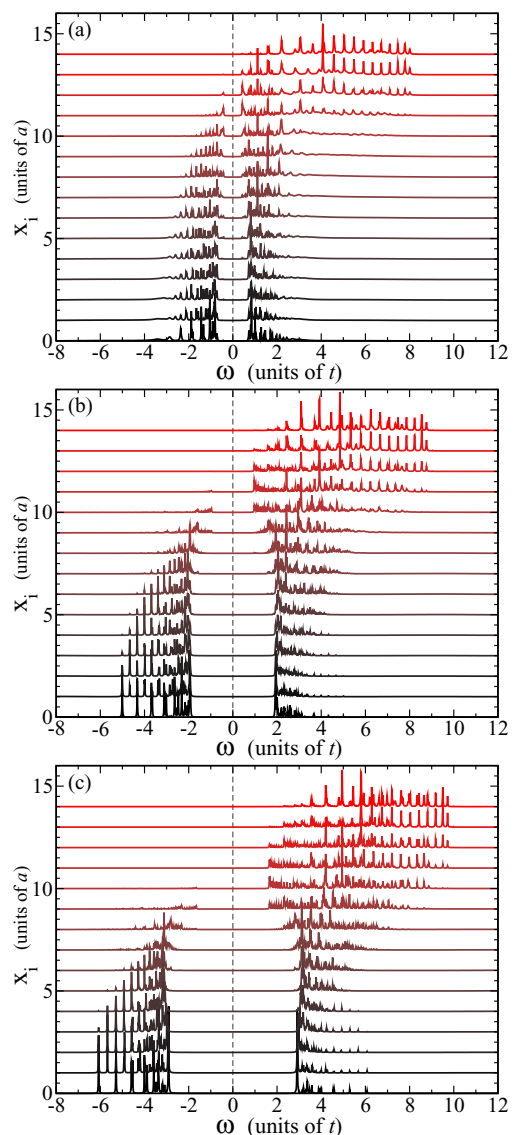 (a)
15
10
5
0
x_i (units of a)
-8 -6 -4 -2 0 2 4 6 8 10 12
ω (units of t)
(b)
15
10
5
0
x_i (units of a)
-8 -6 -4 -2 0 2 4 6 8 10 12
ω (units of t)
(c)
15
10
5
0
x_i (units of a)
-8 -6 -4 -2 0 2 4 6 8 10 12
ω (units of t)